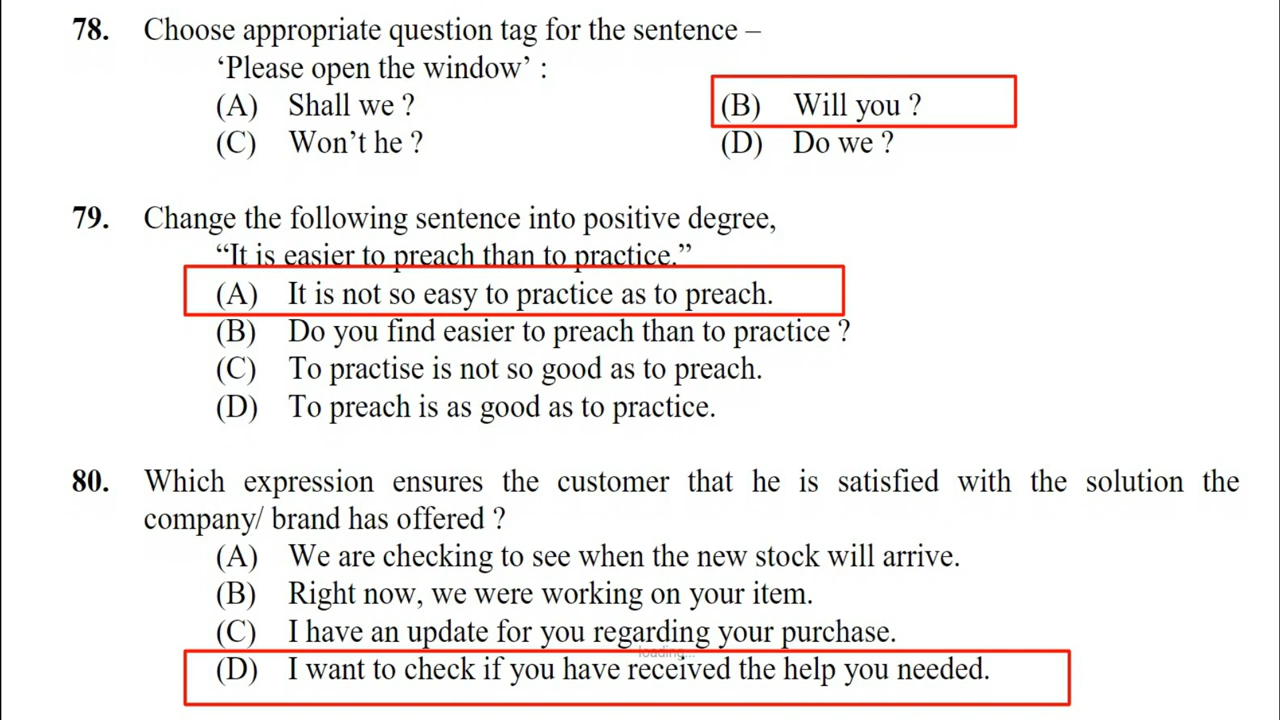 78. Choose appropriate question tag for the sentence –
‘Please open the window’ :
(A) Shall we ? (B) Will you ?
(C) Won’t he ? (D) Do we ?
79. Change the following sentence into positive degree,
“It is easier to preach than to practice.”
(A) It is not so easy to practice as to preach.
(B) Do you find easier to preach than to practice ?
(C) To practise is not so good as to preach.
(D) To preach is as good as to practice.
80. Which expression ensures the customer that he is satisfied with the solution the
company/ brand has offered ?
(A) We are checking to see when the new stock will arrive.
(B) Right now, we were working on your item.
(C) I have an update for you regarding your purchase.
loading...
(D) I want to check if you have received the help you needed.